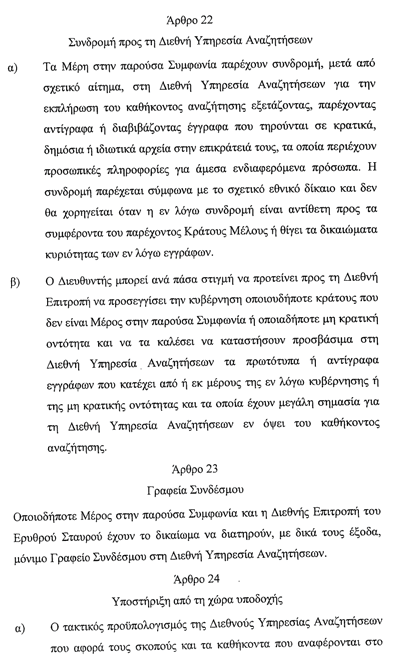 Άρθρο 22
Συνδρομή προς τη Διεθνή Υπηρεσία Αναζητήσεων
α) Τα Μέρη στην παρούσα Συμφωνία παρέχουν συνδρομή, μετά από
σχετικό αίτημα, στη Διεθνή Υπηρεσία Αναζητήσεων για την
εκπλήρωση του καθήκοντος αναζήτησης εξετάζοντας, παρέχοντας
αντίγραφα ή διαβιβάζοντας έγγραφα που τηρούνται σε κρατικά,
δημόσια ή ιδιωτικά αρχεία στην επικράτειά τους, τα οποία περιέχουν
προσωπικές πληροφορίες για άμεσα ενδιαφερόμενα πρόσωπα. Η
συνδρομή παρέχεται σύμφωνα με το σχετικό εθνικό δίκαιο και δεν
θα χορηγείται όταν η εν λόγω συνδρομή είναι αντίθετη προς τα
συμφέροντα του παρέχοντος Κράτους Μέλους ή θίγει τα δικαιώματα
κυριότητας των εν λόγω εγγράφων.
β) Ο Διευθυντής μπορεί ανά πάσα στιγμή να προτείνει προς τη Διεθνή
Επιτροπή να προσεγγίσει την κυβέρνηση οποιουδήποτε κράτους που
δεν είναι Μέρος στην παρούσα Συμφωνία ή οποιαδήποτε μη κρατική
οντότητα και να τα καλέσει να καταστήσουν προσβάσιμα στη
Διεθνή Υπηρεσία Αναζητήσεων τα πρωτότυπα ή αντίγραφα
εγγράφων που κατέχει από ή εκ μέρους της εν λόγω κυβέρνησης ή
της μη κρατικής οντότητας και τα οποία έχουν μεγάλη σημασία για
τη Διεθνή Υπηρεσία Αναζητήσεων εν όψει του καθήκοντος
αναζήτησης.
Άρθρο 23
Γραφεία Συνδέσμου
Οποιοδήποτε Μέρος στην παρούσα Συμφωνία και η Διεθνής Επιτροπή του
Ερυθρού Σταυρού έχουν το δικαίωμα να διατηρούν, με δικά τους έξοδα,
μόνιμο Γραφείο Συνδέσμου στη Διεθνή Υπηρεσία Αναζητήσεων.
Άρθρο 24
Υποστήριξη από τη χώρα υποδοχής
α) Ο τακτικός προϋπολογισμός της Διεθνούς Υπηρεσίας Αναζητήσεων
που αφορά τους σκοπούς και τα καθήκοντα που αναφέρονται στο